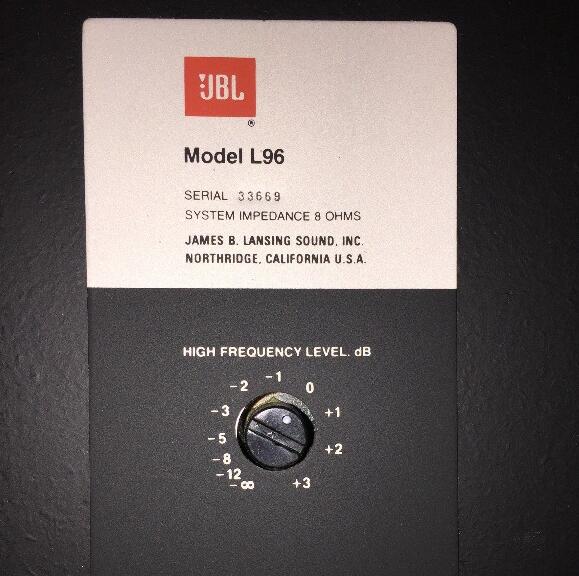 JBL
®
Model L96
SERIAL 33669
SYSTEM IMPEDANCE 8 OHMS
JAMES B. LANSING SOUND, INC.
NORTHRIDGE, CALIFORNIA U.S.A.
HIGH FREQUENCY LEVEL. dB
-1
-2 0
-3 +1
-5 +2
-8
-12
-∞ +3